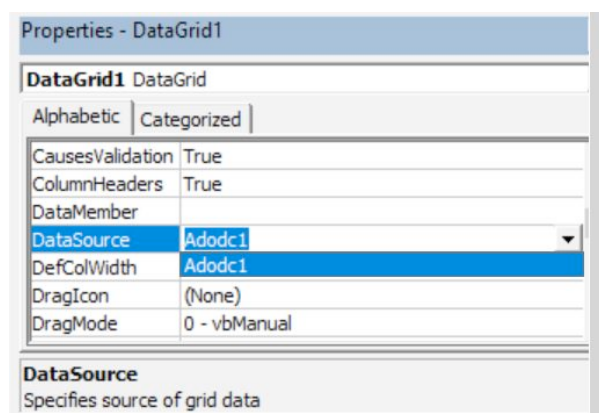 Properties - DataGrid1
DataGrid1 DataGrid
Alphabetic Categorized
CausesValidation True
ColumnHeaders True
DataMember
DataSource Adodc1
DefColWidth Adodc1
DragIcon (None)
DragMode 0 - vbManual
DataSource
Specifies source of grid data